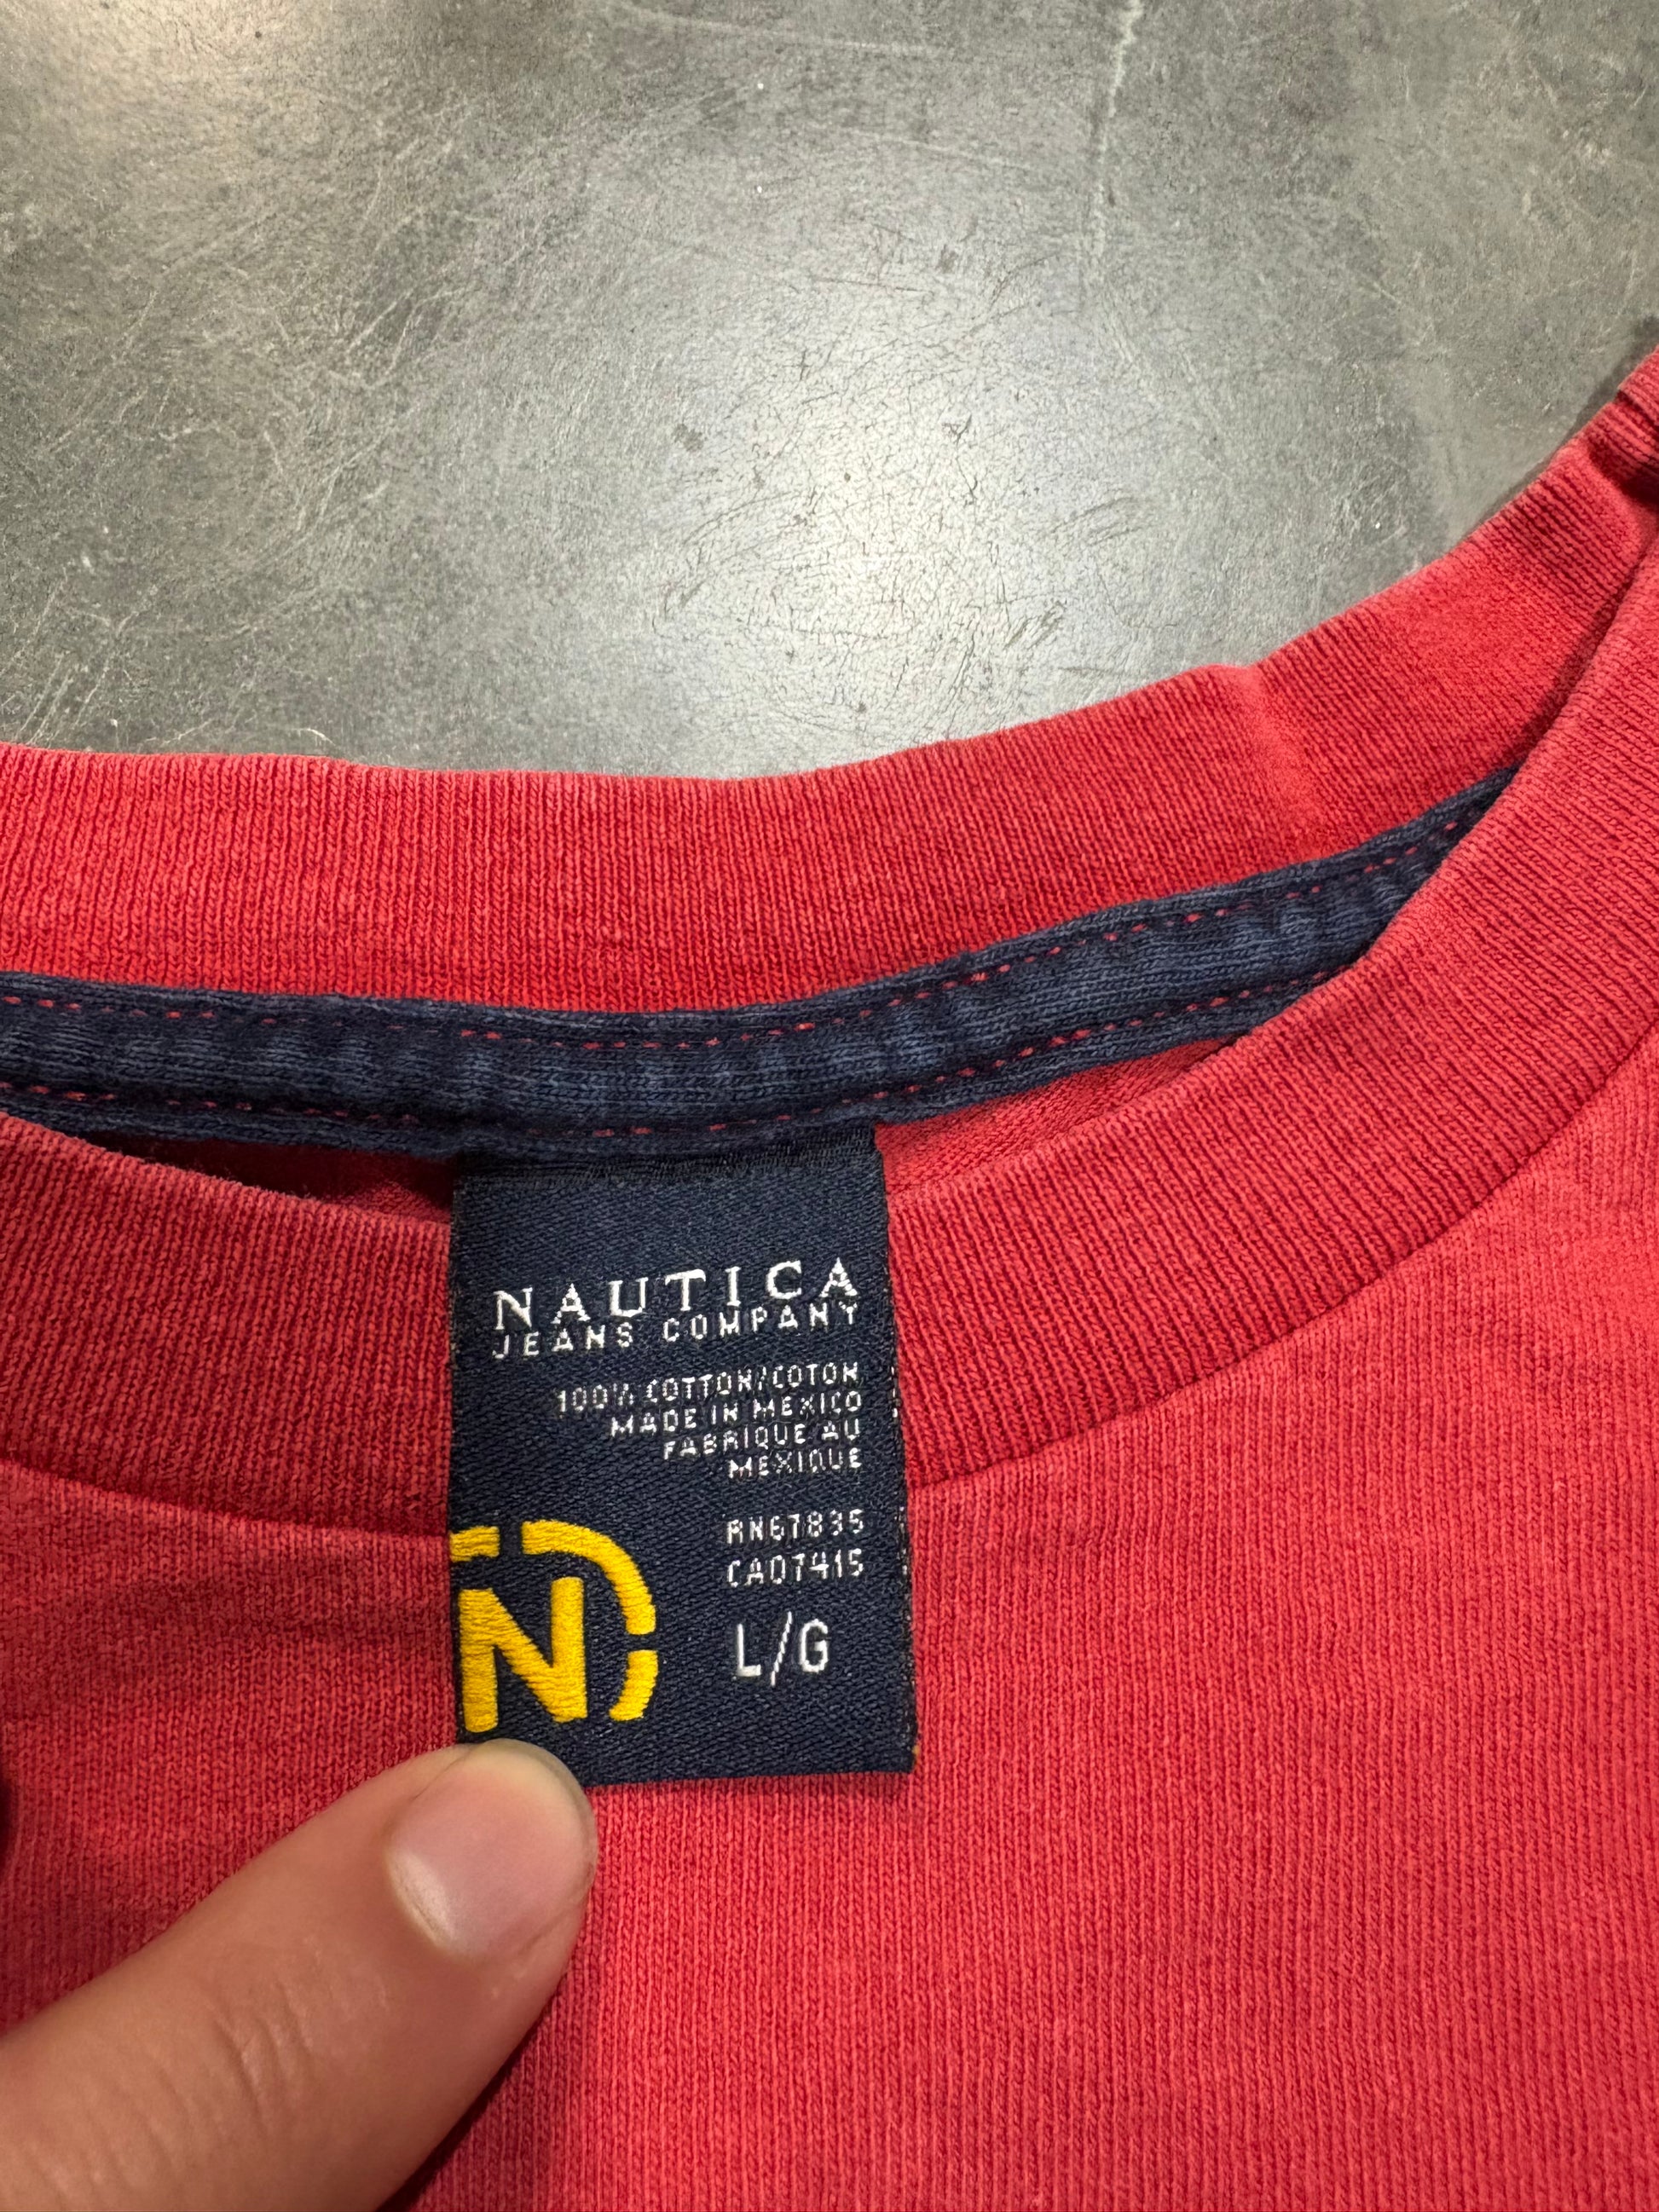 NAUTICA
JEANS COMPANY
100% COTTON/COTON
MADE IN MEXICO
FABRIQUE AU
MEXIQUE
RN67835
CA07415
N
L/G